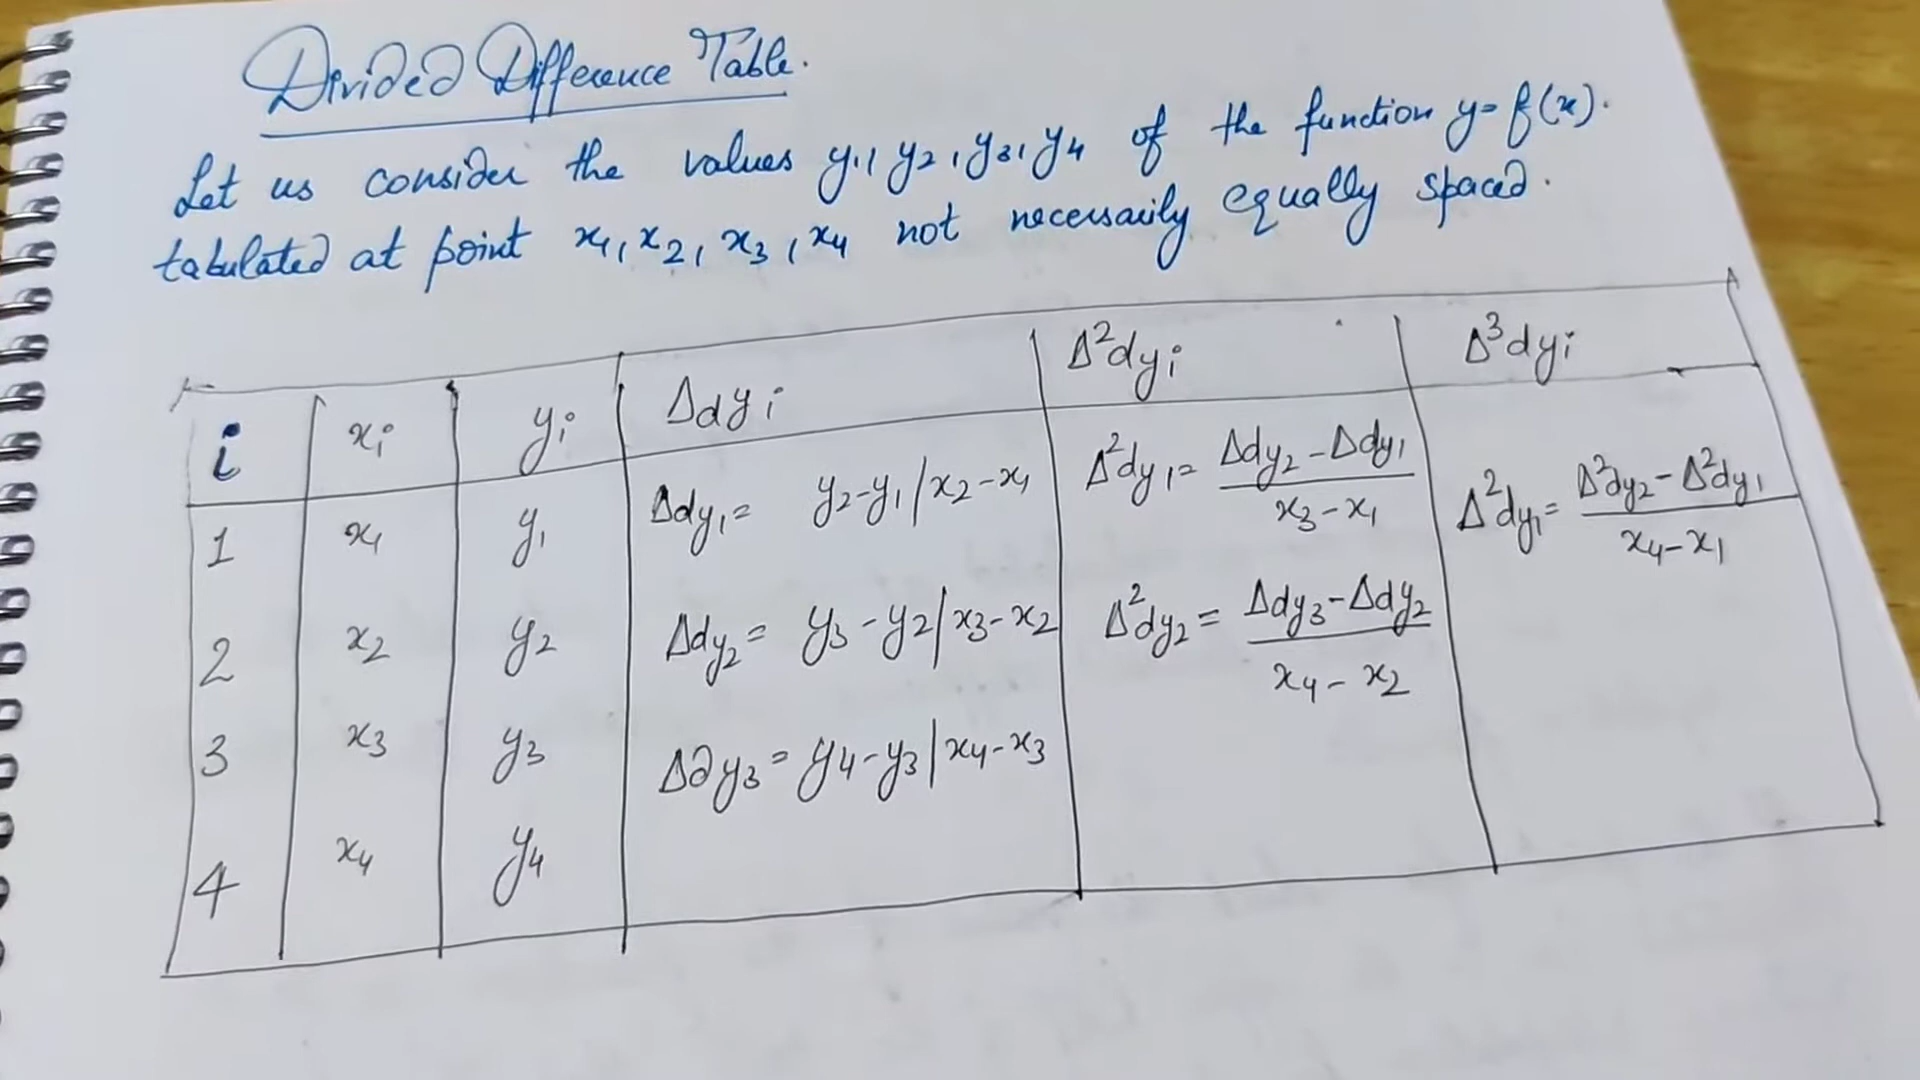 Divided Difference Table.
Let us consider the values y1, y2, y3, y4 of the function y=f(x).
tabulated at point x1, x2, x3, x4 not necessarily equally spaced.
i xi yi Δdyi Δ²dyi Δ³dyi
1 x1 y1 Δdy1= y2-y1/x2-x1 Δ²dy1= Δdy2-Δdy1/x3-x1 Δ²dy1= Δ²dy2-Δ²dy1/x4-x1
2 x2 y2 Δdy2= y3-y2/x3-x2 Δ²dy2= Δdy3-Δdy2/x4-x2
3 x3 y3 Δ∂y3= y4-y3/x4-x3
4 x4 y4